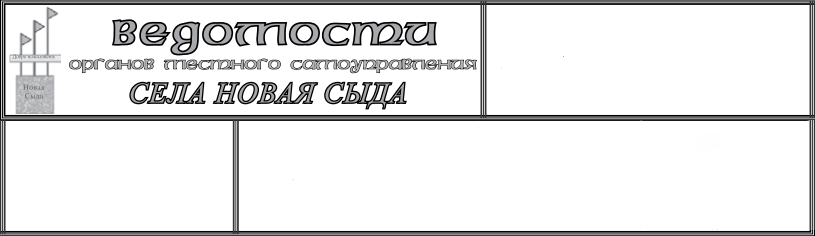 Ведомости
органов местного самоуправления
СЕЛА НОВАЯ СЫДА
Новая
Сыда